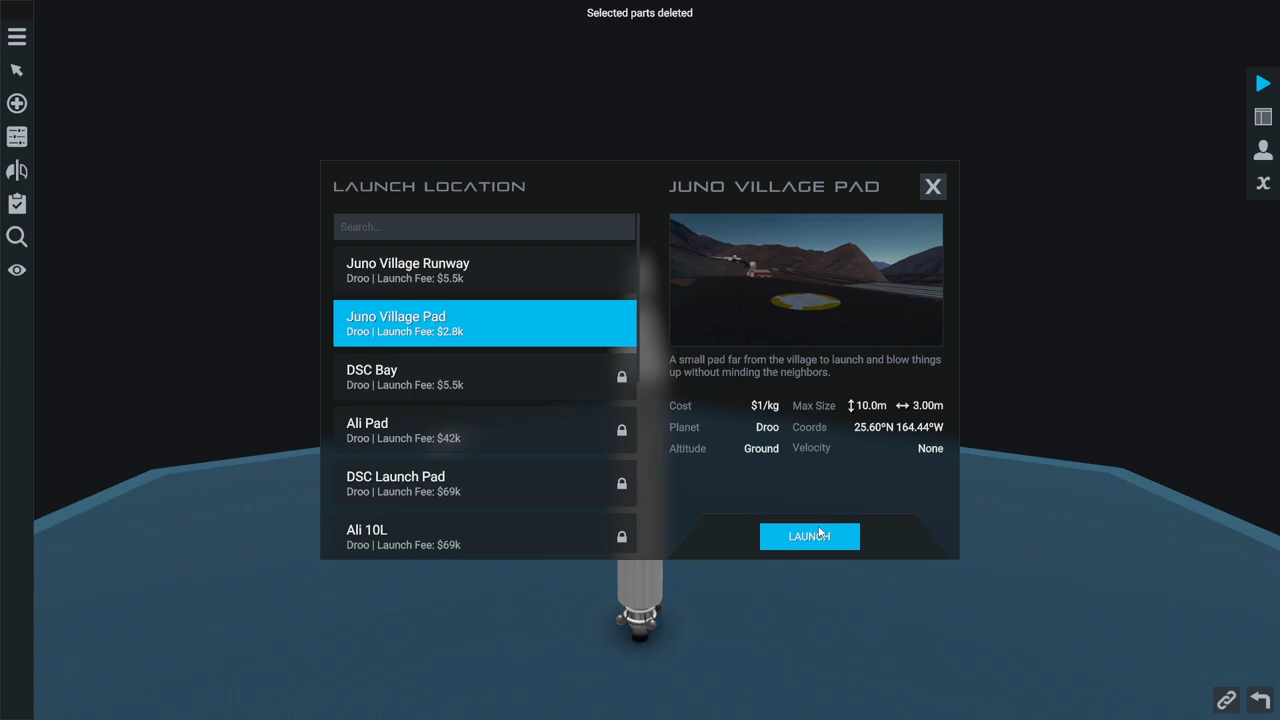 Selected parts deleted
LAUNCH LOCATION
Search...
Juno Village Runway
Droo | Launch Fee: $5.5k
Juno Village Pad
Droo | Launch Fee: $2.8k
DSC Bay
Droo | Launch Fee: $5.5k
Ali Pad
Droo | Launch Fee: $42k
DSC Launch Pad
Droo | Launch Fee: $69k
Ali 10L
Droo | Launch Fee: $69k
JUNO VILLAGE PAD
X
A small pad far from the village to launch and blow things
up without minding the neighbors.
Cost $1/kg Max Size 10.0m 3.00m
Planet Droo Coords 25.60ºN 164.44ºW
Altitude Ground Velocity None
LAUNCH
x